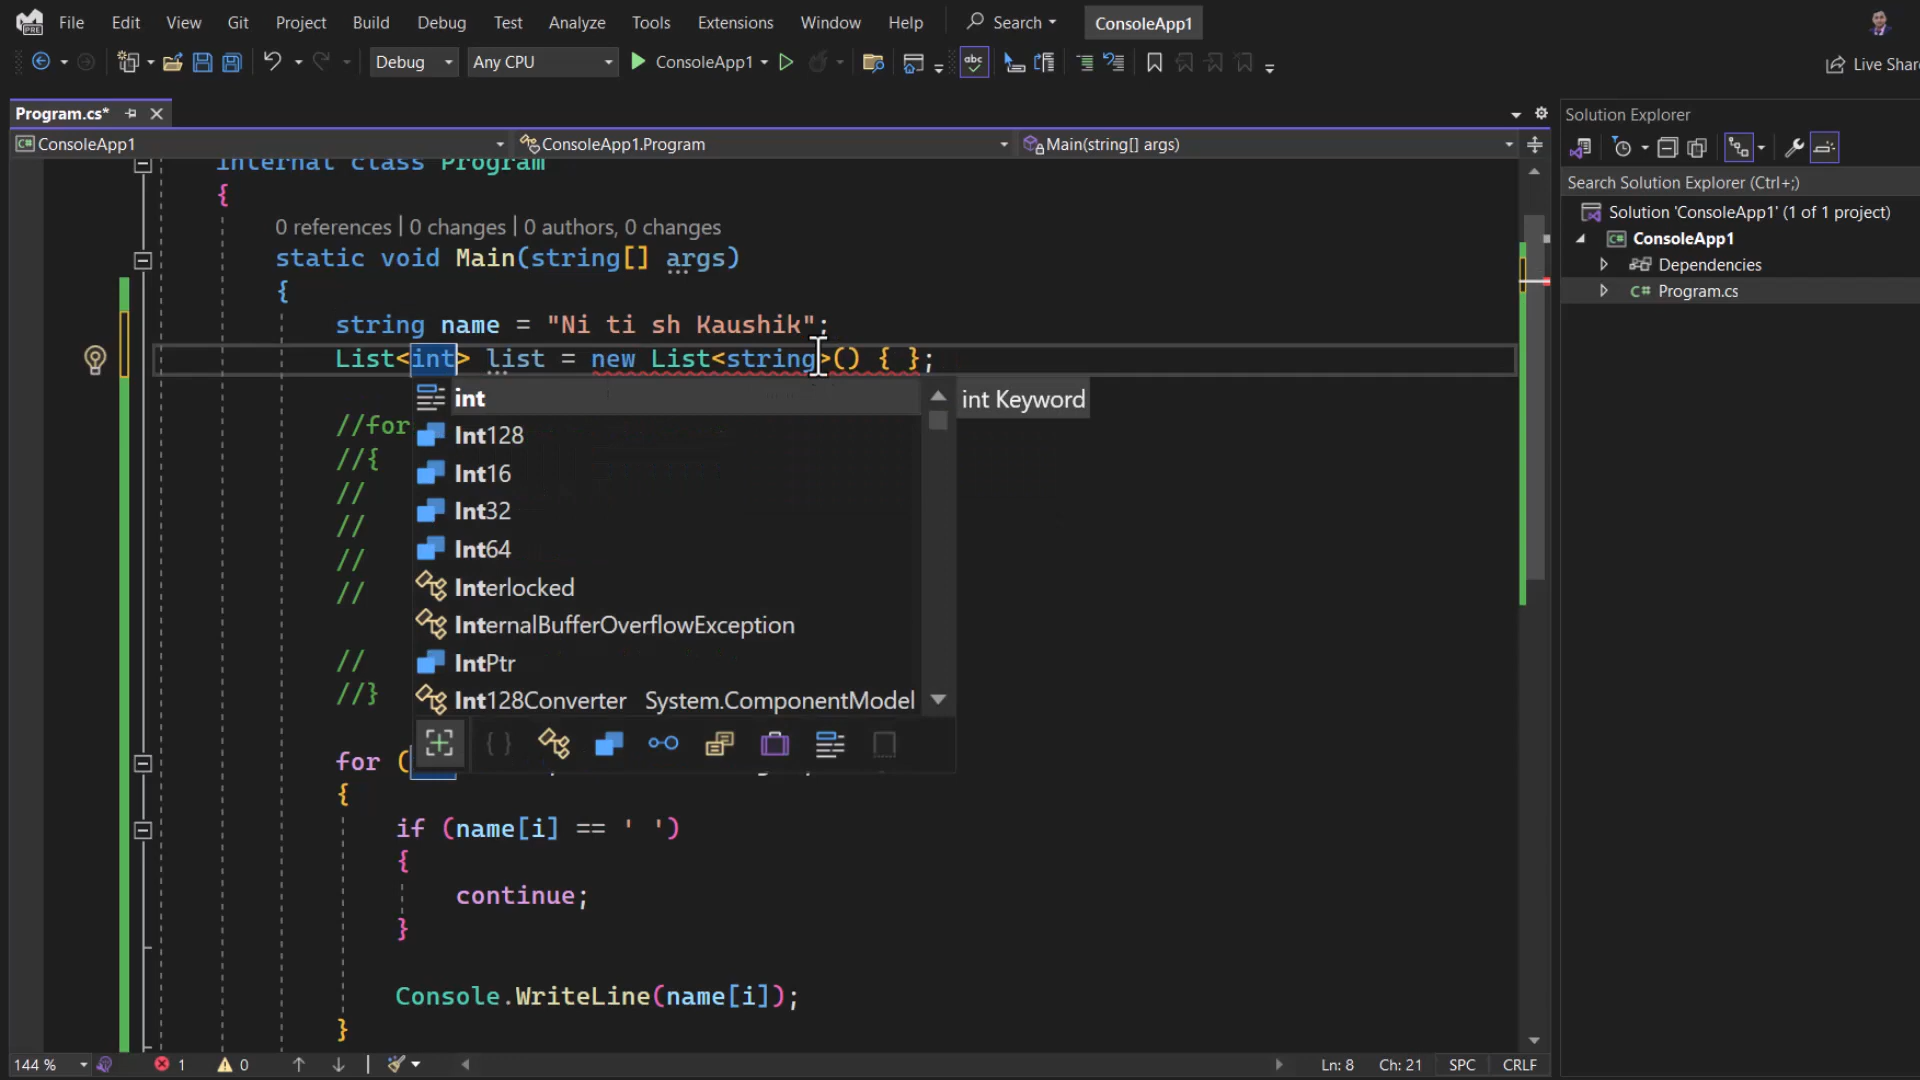 PRE File Edit View Git Project Build Debug Test Analyze Tools Extensions Window Help Search ConsoleApp1
Debug Any CPU ConsoleApp1 abc Live Shar
Program.cs*
ConsoleApp1 ConsoleApp1.Program Main(string[] args)
internal class Program
{
0 references | 0 changes | 0 authors, 0 changes
static void Main(string[] args)
{
string name = "Ni ti sh Kaushik";
List<int> list = new List<string>() { };
int
int Keyword
Int128
Int16
Int32
Int64
Interlocked
InternalBufferOverflowException
IntPtr
Int128Converter System.ComponentModel
//for
//{
//
//
//
//
//
//}
for (
{
if (name[i] == ' ')
{
continue;
}
Console.WriteLine(name[i]);
}
144 % 1 0 Ln: 8 Ch: 21 SPC CRLF
Solution Explorer
Search Solution Explorer (Ctrl+;)
Solution 'ConsoleApp1' (1 of 1 project)
C# ConsoleApp1
Dependencies
C# Program.cs